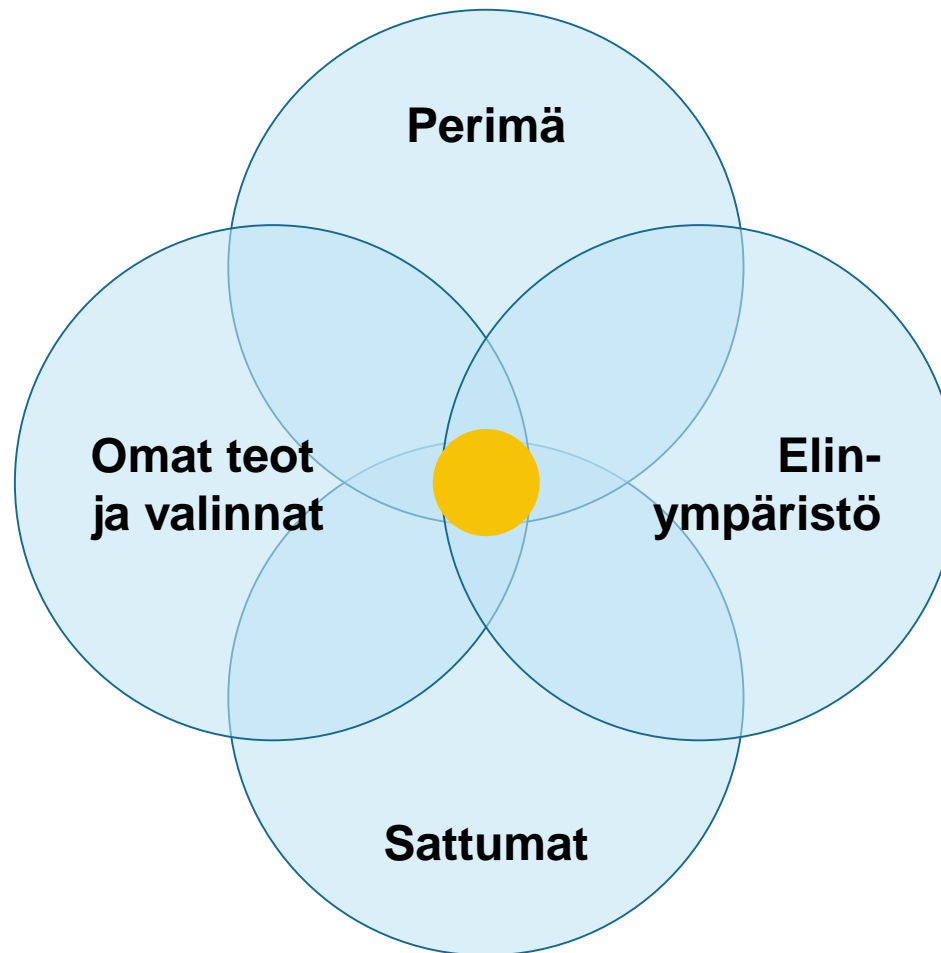 Perimä
Omat teot
ja valinnat
Elin-
ympäristö
Sattumat